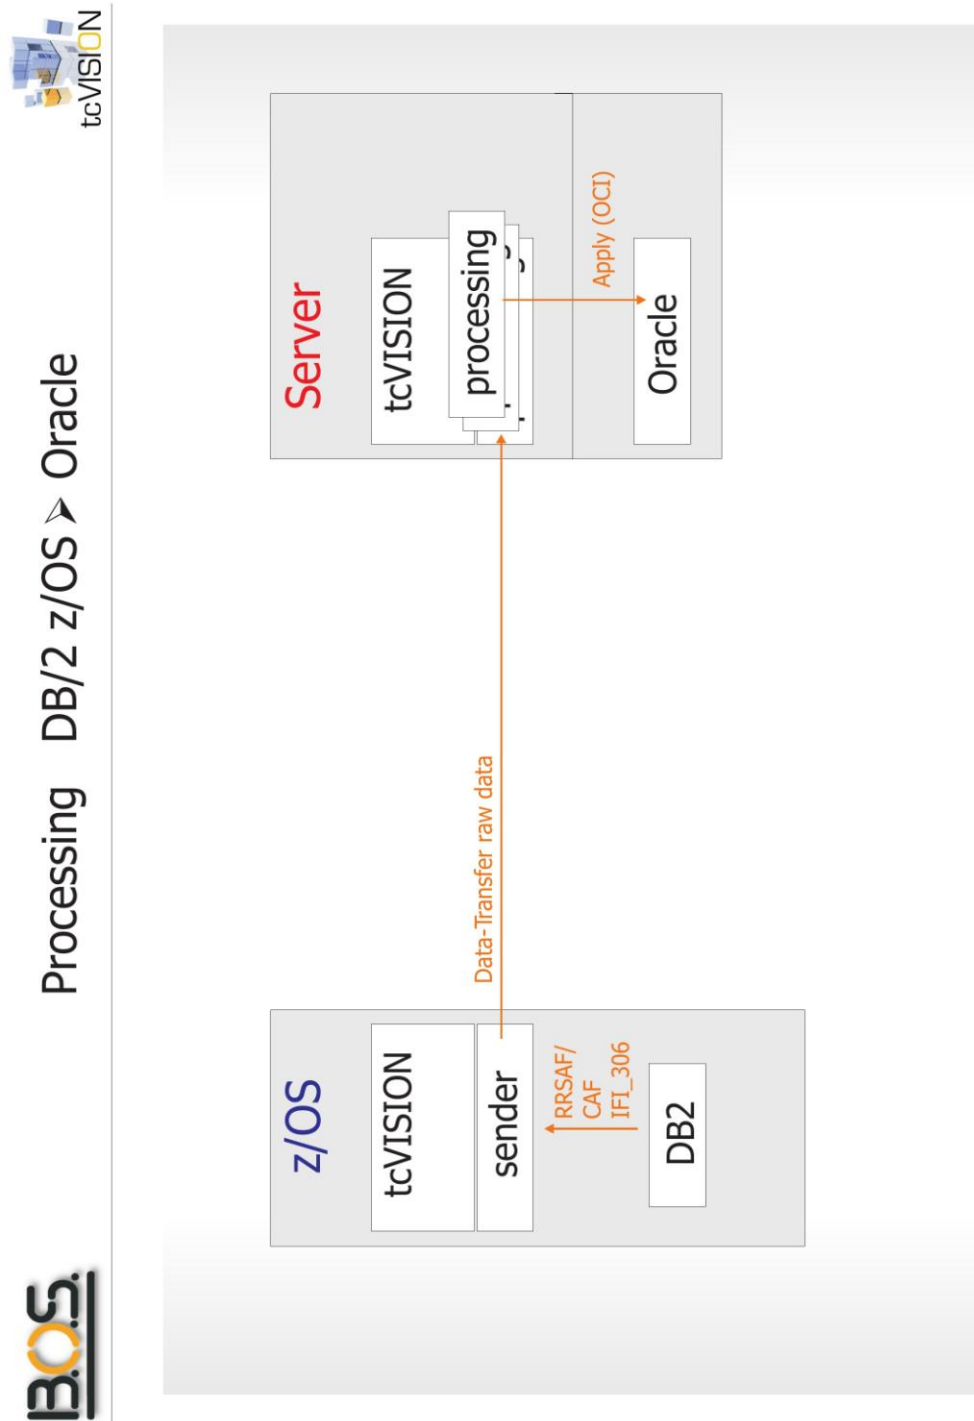 B.O.S.
Processing DB/2 z/OS ➢ Oracle
tcVISION
z/OS
tcVISION
sender
RRSAF/
CAF
IFI_306
DB2
Data-Transfer raw data
Server
tcVISION
processing
Apply (OCI)
Oracle